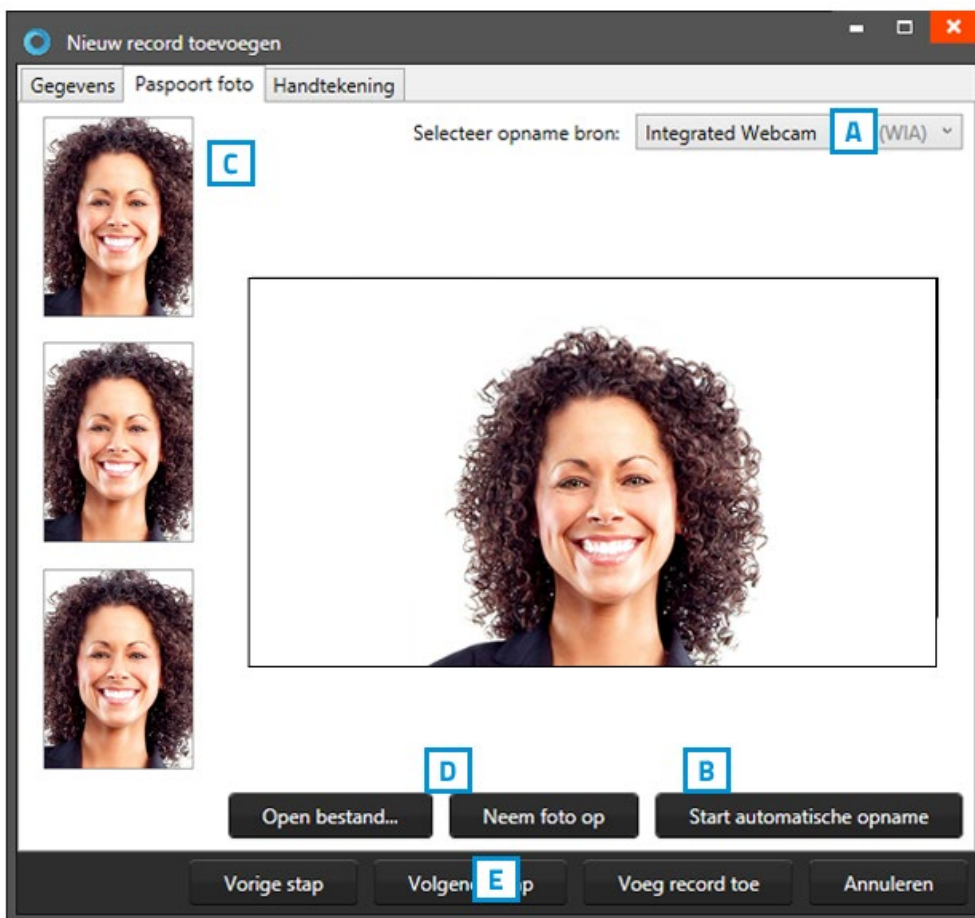 Nieuw record toevoegen
Gegevens Paspoort foto Handtekening
Selecteer opname bron: Integrated Webcam A (WIA)
C
D B
Open bestand... Neem foto op Start automatische opname
Vorige stap E Voeg record toe Annuleren